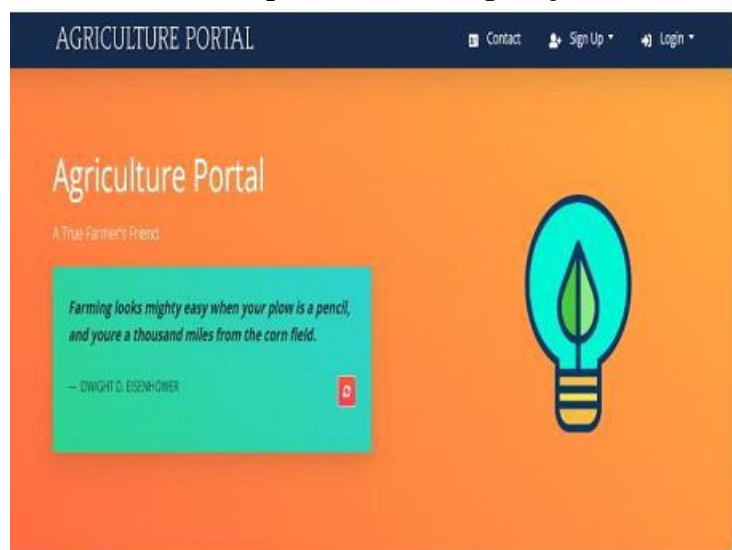 AGRICULTURE PORTAL
Contact
Sign Up
Login
Agriculture Portal
A True Farmer's Friend.
Farming looks mighty easy when your plow is a pencil,
and youre a thousand miles from the corn field.
— DWIGHT D. EISENHOWER